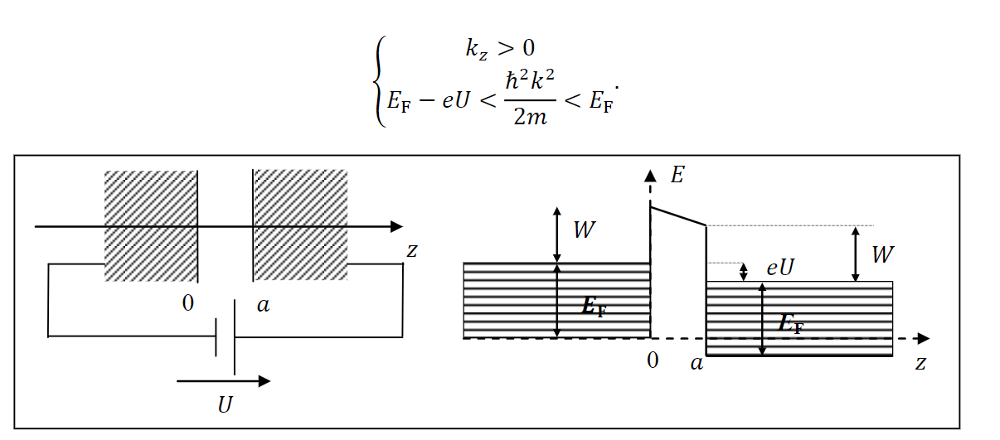 k_z > 0
E_F − eU < ħ²k²/2m < E_F.
E
W
W
z
eU
0
a
E_F
E_F
0
a
z
U